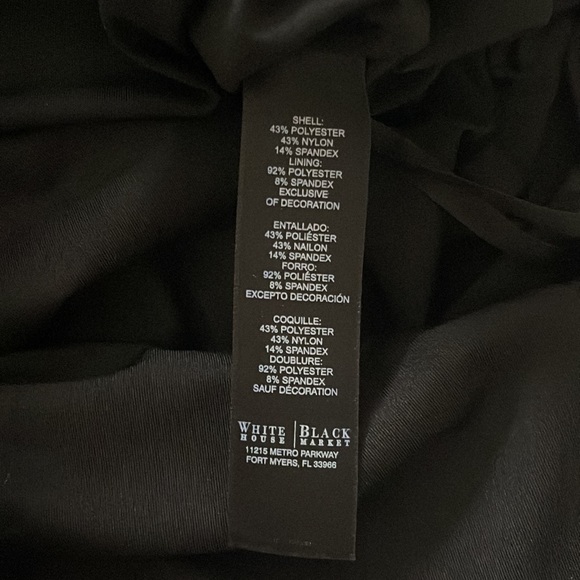 SHELL:
43% POLYESTER
43% NYLON
14% SPANDEX
LINING:
92% POLYESTER
8% SPANDEX
EXCLUSIVE
OF DECORATION
ENTALLADO:
43% POLIÉSTER
43% NAILON
14% SPANDEX
FORRO:
92% POLIÉSTER
8% SPANDEX
EXCEPTO DECORACIÓN
COQUILLE:
43% POLYESTER
43% NYLON
14% SPANDEX
DOUBLURE:
92% POLYESTER
8% SPANDEX
SAUF DÉCORATION
WHITE | BLACK
HOUSE | MARKET
11215 METRO PARKWAY
FORT MYERS, FL 33966